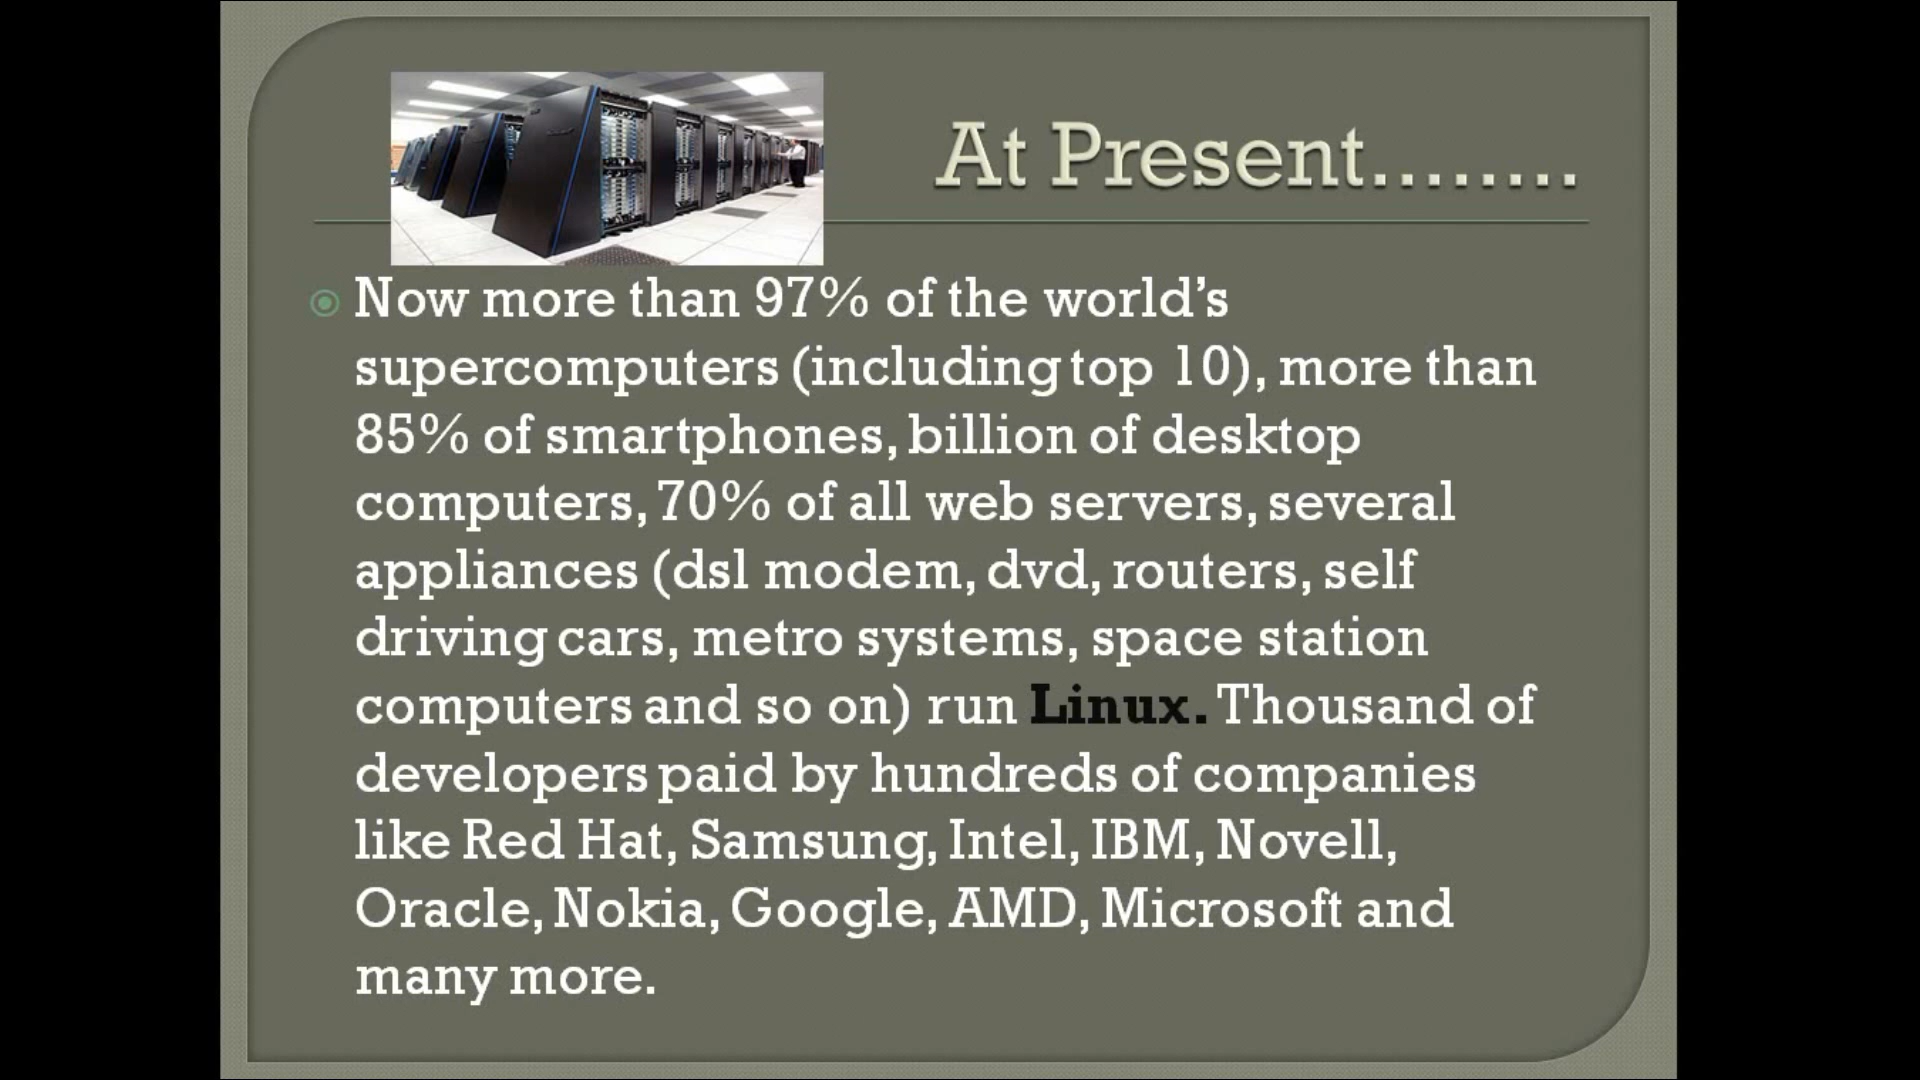 At Present........
Now more than 97% of the world's
supercomputers (including top 10), more than
85% of smartphones, billion of desktop
computers, 70% of all web servers, several
appliances (dsl modem, dvd, routers, self
driving cars, metro systems, space station
computers and so on) run Linux. Thousand of
developers paid by hundreds of companies
like Red Hat, Samsung, Intel, IBM, Novell,
Oracle, Nokia, Google, AMD, Microsoft and
many more.